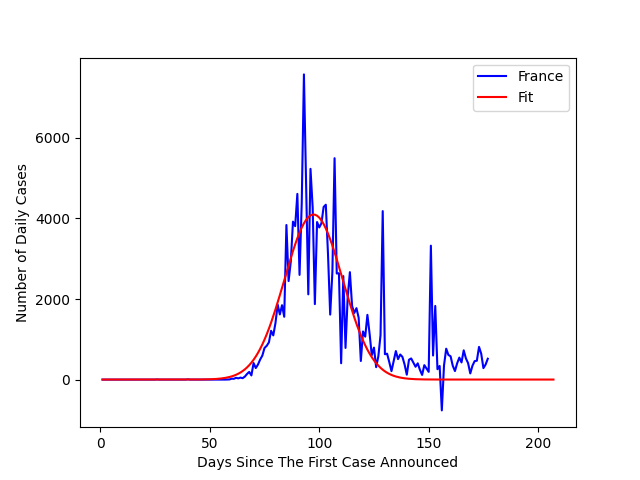 France
Fit
Number of Daily Cases
6000
4000
2000
0
0 50 100 150 200
Days Since The First Case Announced